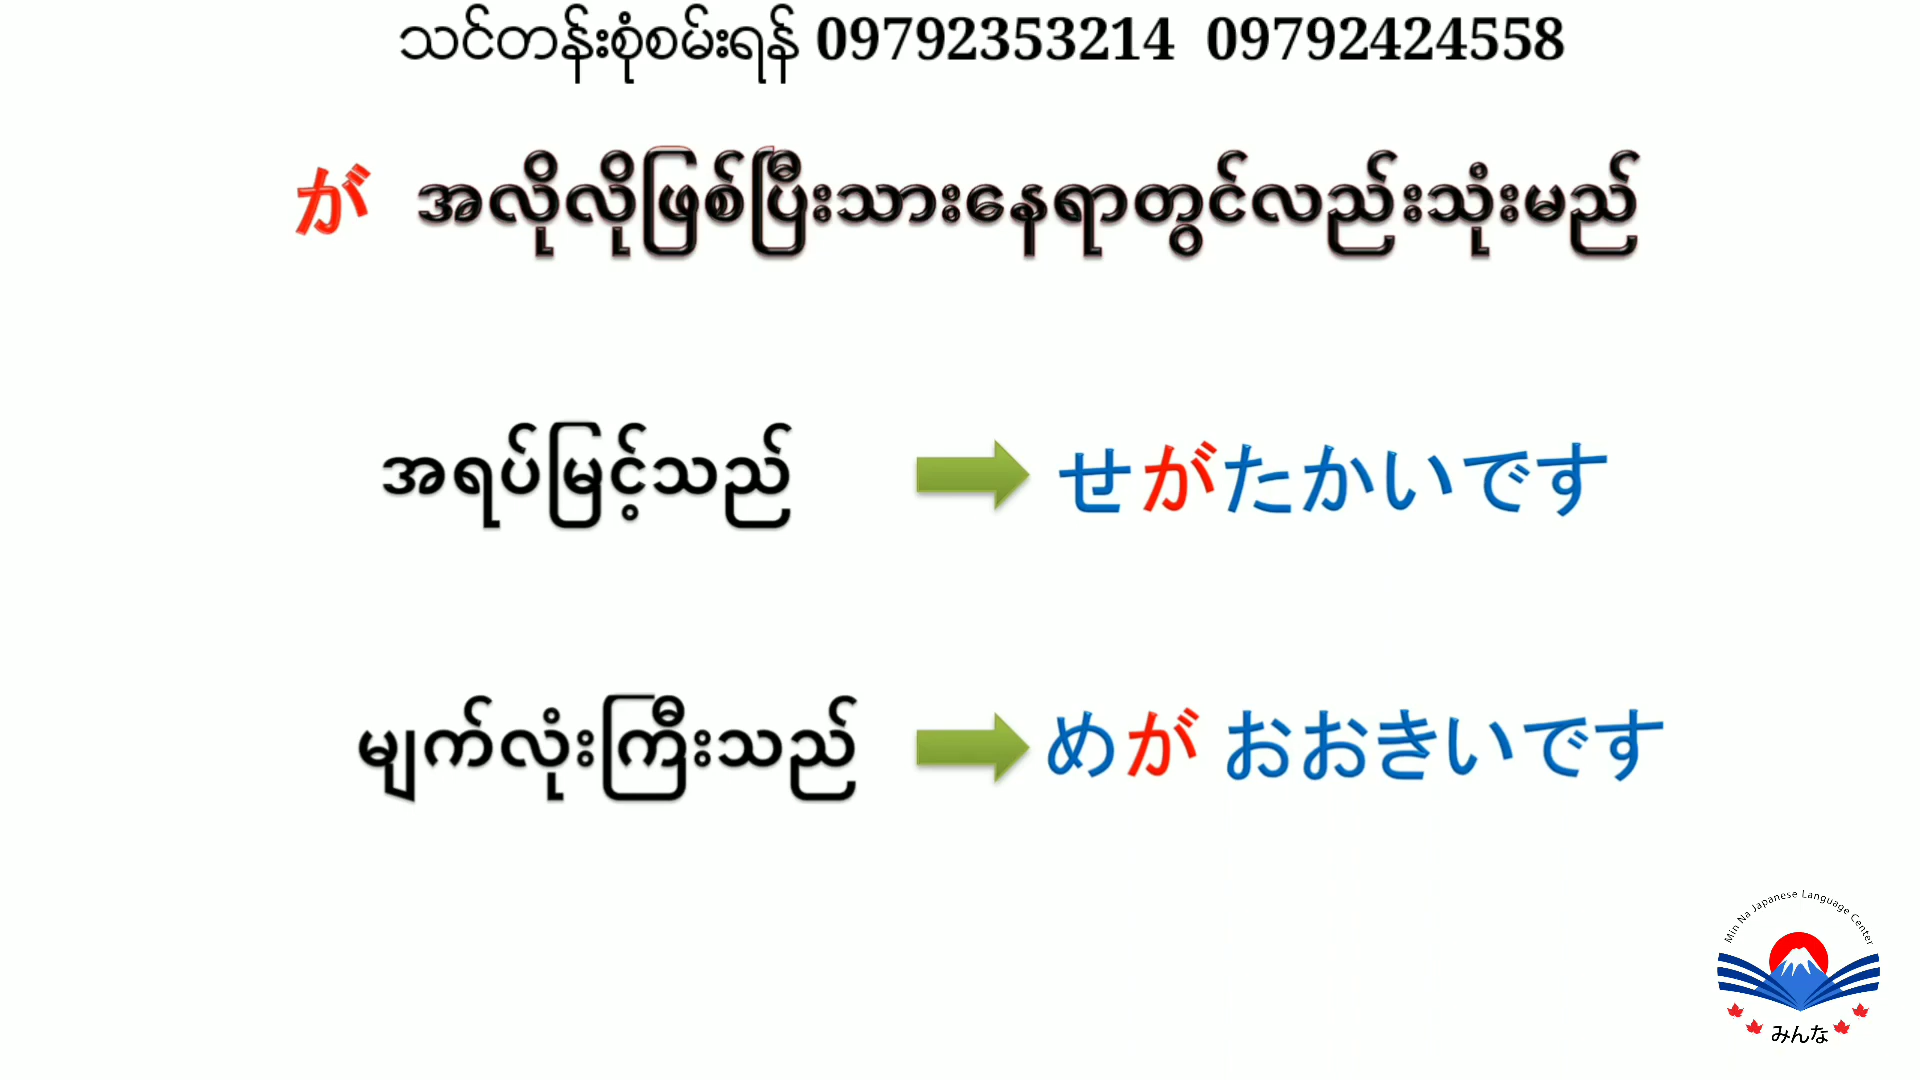 သင်တန်းစုံစမ်းရန် 09792353214 09792424558
が အလိုလိုဖြစ်ပြီးသားနေရာတွင်လည်းသုံးမည်
အရပ်မြင့်သည် せがたかいです
မျက်လုံးကြီးသည် めが おおきいです
Min Na Japanese Language Center
みんな